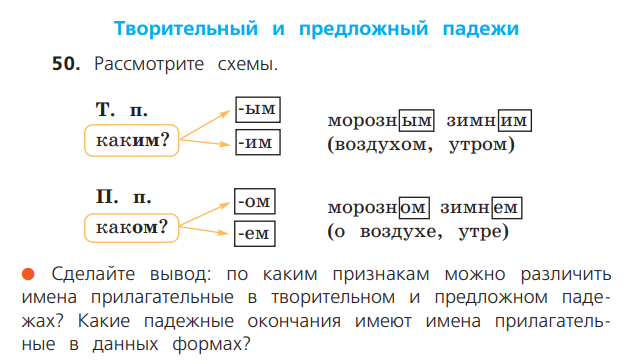 Творительный и предложный падежи
50. Рассмотрите схемы.
Т. п.
каким?
-ым
-им
морозным зимним
(воздухом, утром)
П. п.
каком?
-ом
-ем
морозном зимнем
(о воздухе, утре)
Сделайте вывод: по каким признакам можно различить
имена прилагательные в творительном и предложном паде-
жах? Какие падежные окончания имеют имена прилагатель-
ные в данных формах?